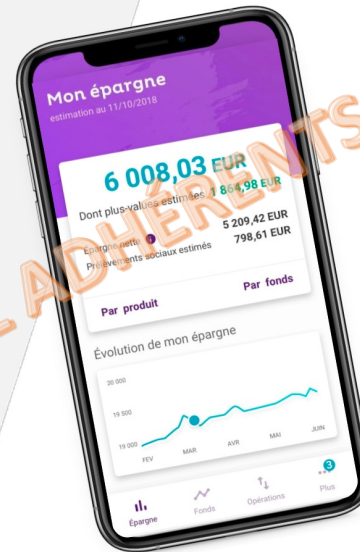 Mon épargne
estimation au 11/10/2018
6 008,03 EUR
Dont plus-values estimées 1 864,98 EUR
Épargne nette 5 209,42 EUR
Prélèvements sociaux estimés 798,61 EUR
Par produit Par fonds
Évolution de mon épargne
20 000
19 500
19 000
FEV MAR AVR MAI JUIN
3
Épargne Fonds Opérations Plus
ADHÉRENTS